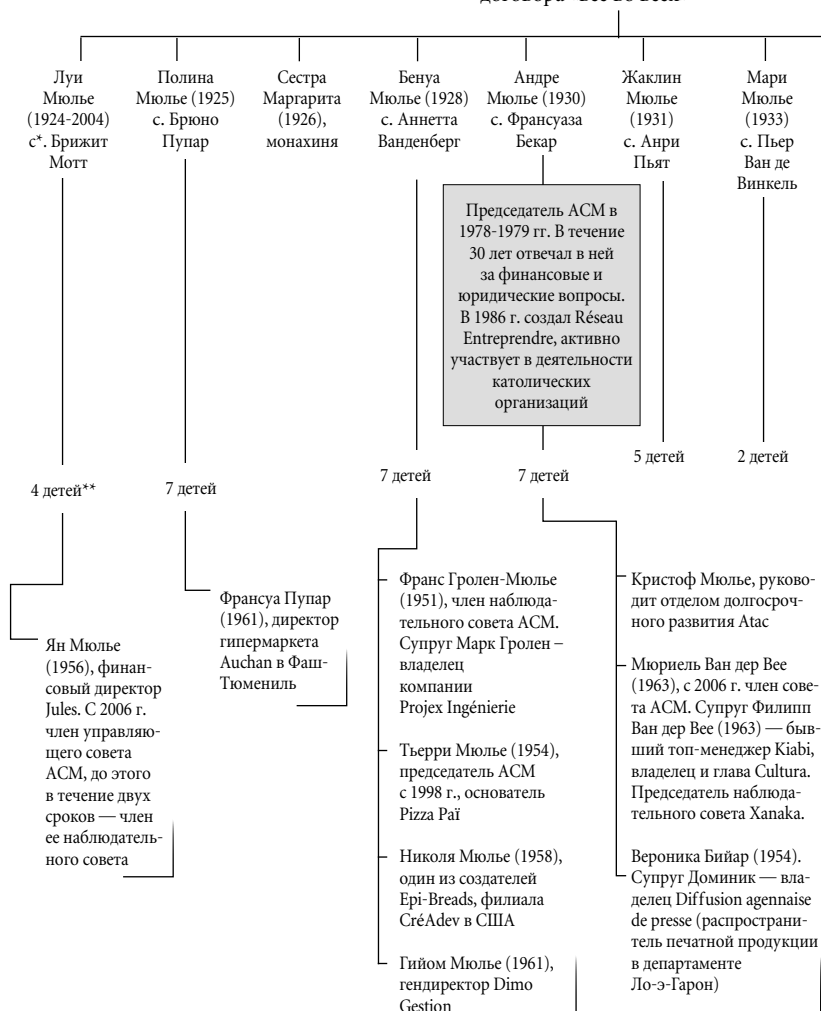 договора "Все во всем"
Луи
Мюлье
(1924-2004)
с*. Брижит
Мотт
Полина
Мюлье (1925)
с. Брюно
Пупар
Сестра
Маргарита
(1926),
монахиня
Бенуа
Мюлье (1928)
с. Аннетта
Ванденберг
Андре
Мюлье (1930)
с. Франсуаза
Бекар
Жаклин
Мюлье
(1931)
с. Анри
Пьят
Мари
Мюлье
(1933)
с. Пьер
Ван де
Винкель
Председатель АСМ в
1978-1979 гг. В течение
30 лет отвечал в ней
за финансовые и
юридические вопросы.
В 1986 г. создал Réseau
Entreprendre, активно
участвует в деятельности
католических
организаций
4 детей**
7 детей
7 детей
7 детей
5 детей
2 детей
Ян Мюлье
(1956), финан-
совый директор
Jules. С 2006 г.
член управляю-
щего совета
АСМ, до этого
в течение двух
сроков — член
ее наблюдатель-
ного совета
Франсуа Пупар
(1961), директор
гипермаркета
Auchan в Фаш-
Тюмениль
Франс Гролен-Мюлье
(1951), член наблюда-
тельного совета АСМ.
Супруг Марк Гролен –
владелец
компании
Projex Ingénierie
Тьерри Мюлье (1954),
председатель АСМ
с 1998 г., основатель
Pizza Paï
Николя Мюлье (1958),
один из создателей
Epi-Breads, филиала
CréAdev в США
Гийом Мюлье (1961),
гендиректор Dimo
Gestion
Кристоф Мюлье, руково-
дит отделом долгосроч-
ного развития Atac
Мюриель Ван дер Вее
(1963), с 2006 г. член сове-
та АСМ. Супруг Филипп
Ван дер Вее (1963) — быв-
ший топ-менеджер Kiabi,
владелец и глава Cultura.
Председатель наблюда-
тельного совета Xanaka.
Вероника Бийар (1954).
Супруг Доминик — вла-
делец Diffusion agennaise
de presse (распространи-
тель печатной продукции
в департаменте
Ло-э-Гарон)